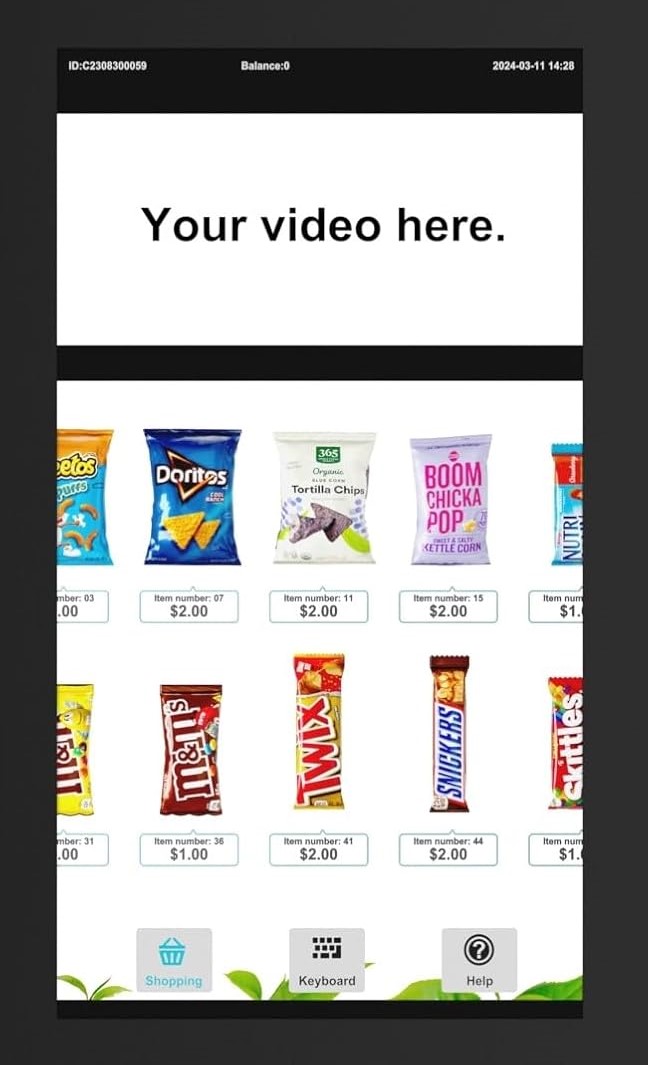 ID:C2308300059 Balance:0 2024-03-11 14:28
Your video here.
eetos
PUFFS
Doritos
COOL RANCH
365
Organic
BLUE CORN
Tortilla Chips
BOOM
CHICKA
POP
SWEET & SALTY
KETTLE CORN
NUTRI
mber: 03
.00
Item number: 07
$2.00
Item number: 11
$2.00
Item number: 15
$2.00
Item num
$1.
m&m's
TWIX
SNICKERS
Skittles
mber: 31
.00
Item number: 36
$1.00
Item number: 41
$2.00
Item number: 44
$2.00
Item num
$1.
Shopping
Keyboard
Help